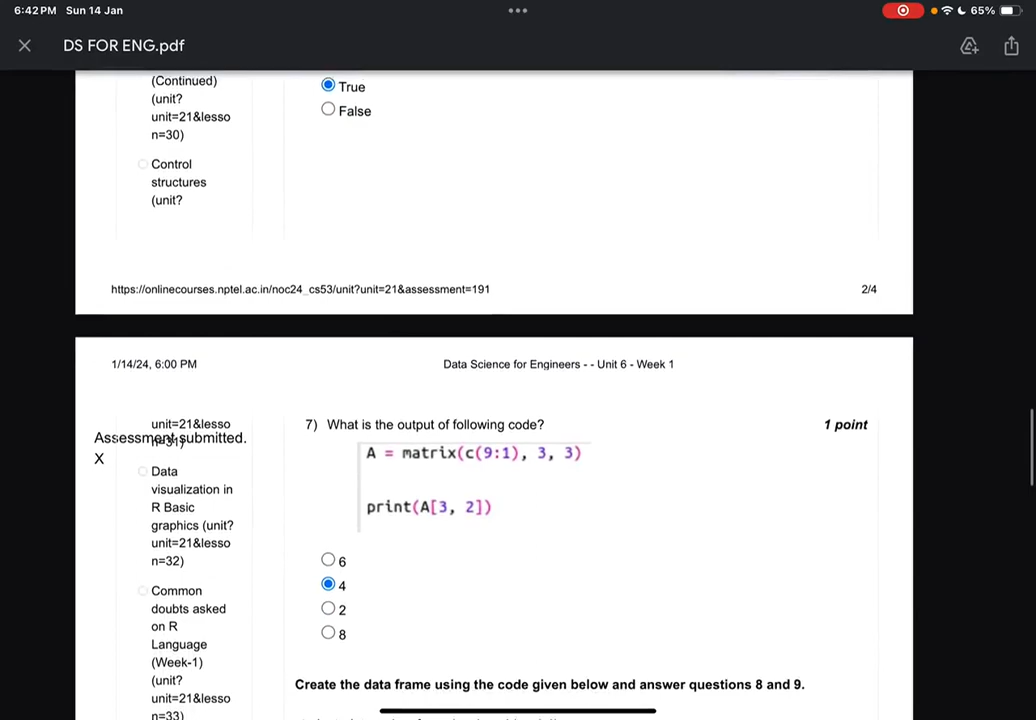 6:42 PM Sun 14 Jan
65%
DS FOR ENG.pdf
(Continued)
(unit?
unit=21&lesso
n=30)
Control
structures
(unit?
True
False
https://onlinecourses.nptel.ac.in/noc24_cs53/unit?unit=21&assessment=191
2/4
1/14/24, 6:00 PM
Data Science for Engineers - - Unit 6 - Week 1
unit=21&lesso
n=31)
Assessment submitted.
X
Data
visualization in
R Basic
graphics (unit?
unit=21&lesso
n=32)
Common
doubts asked
on R
Language
(Week-1)
(unit?
unit=21&lesso
n=33)
7) What is the output of following code?
1 point
A = matrix(c(9:1), 3, 3)
print(A[3, 2])
6
4
2
8
Create the data frame using the code given below and answer questions 8 and 9.